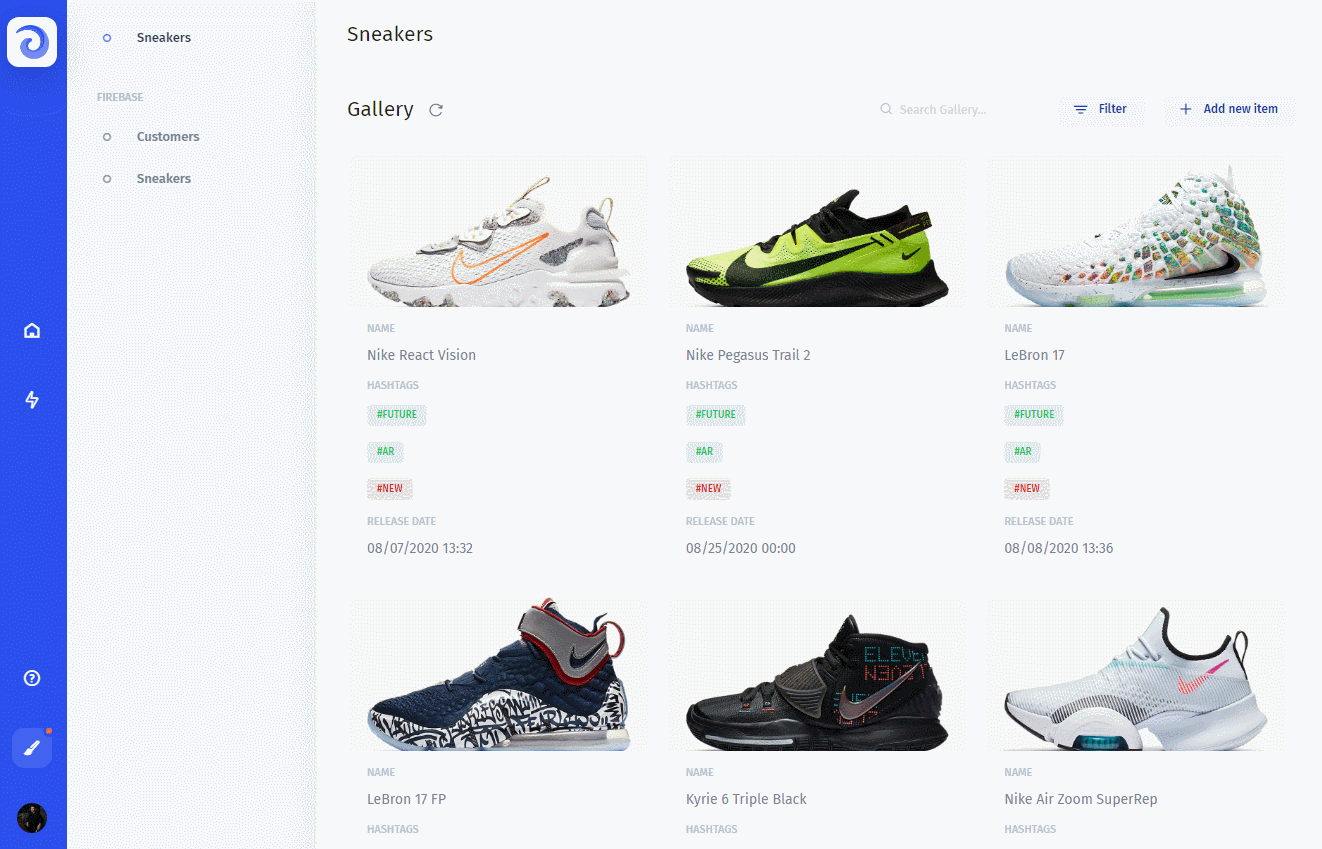 Sneakers
FIREBASE
Customers
Sneakers
Sneakers
Gallery
Search Gallery...
Filter
Add new item
NAME
Nike React Vision
HASHTAGS
#FUTURE
#AR
#NEW
RELEASE DATE
08/07/2020 13:32
NAME
Nike Pegasus Trail 2
HASHTAGS
#FUTURE
#AR
#NEW
RELEASE DATE
08/25/2020 00:00
NAME
LeBron 17
HASHTAGS
#FUTURE
#AR
#NEW
RELEASE DATE
08/08/2020 13:36
NAME
LeBron 17 FP
HASHTAGS
NAME
Kyrie 6 Triple Black
HASHTAGS
NAME
Nike Air Zoom SuperRep
HASHTAGS